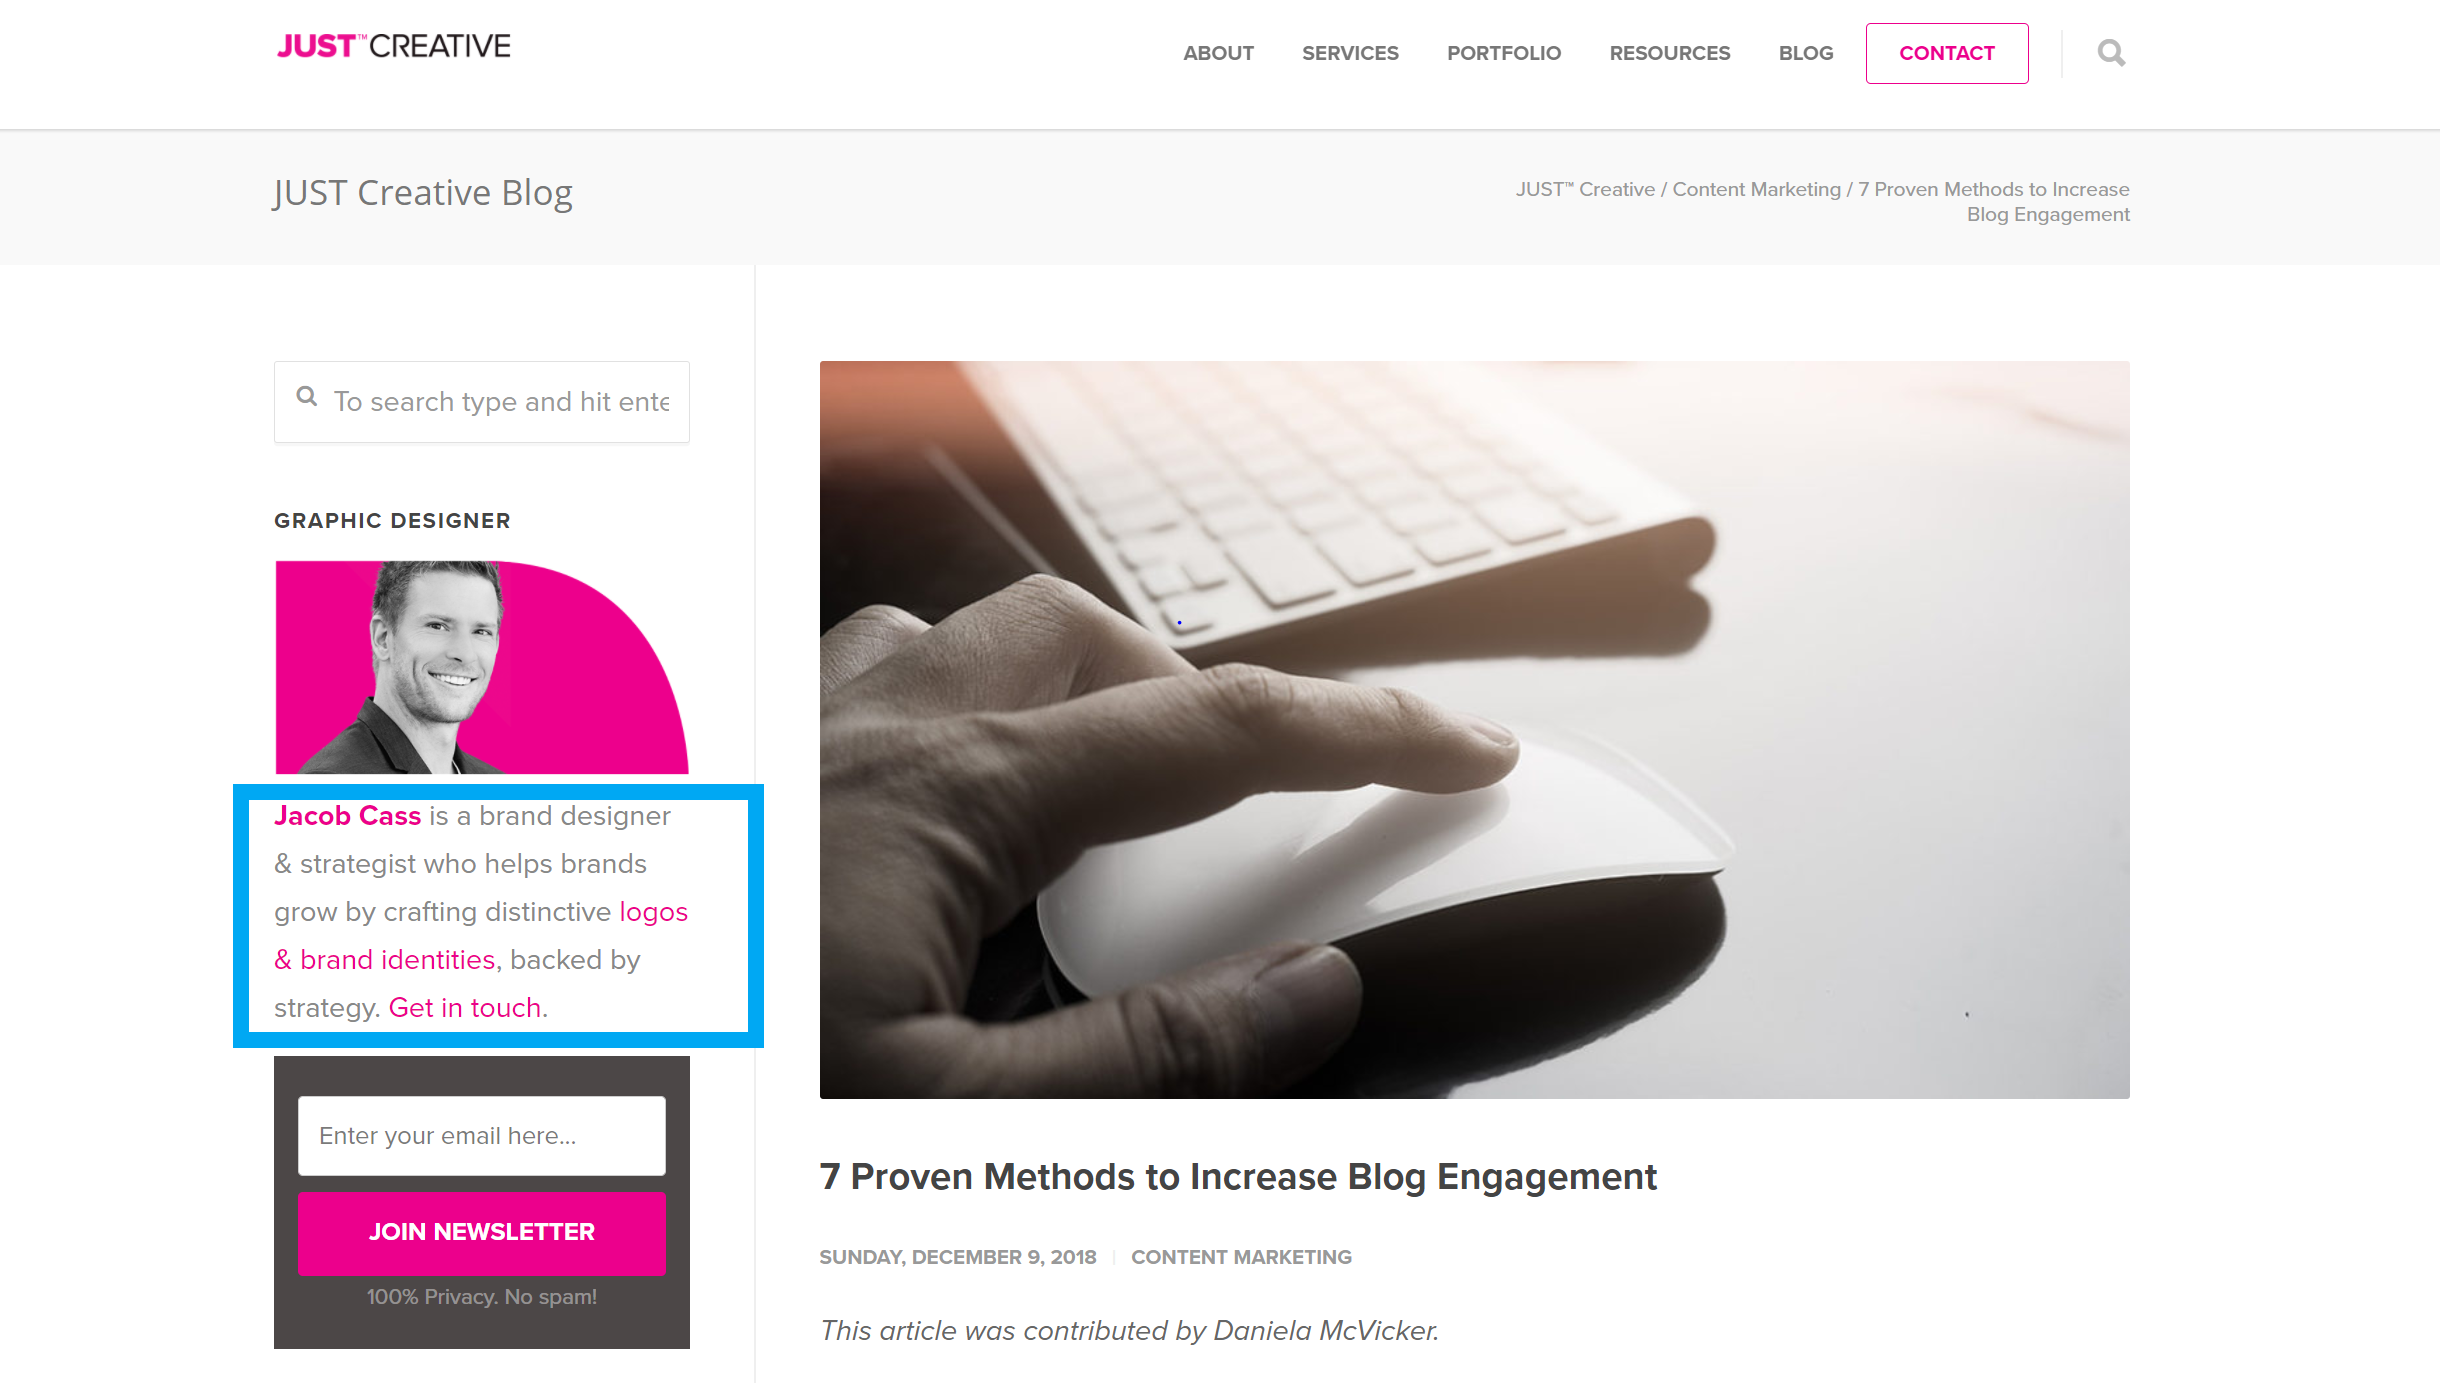 JUST™CREATIVE
ABOUT
SERVICES
PORTFOLIO
RESOURCES
BLOG
CONTACT
JUST Creative Blog
JUST™ Creative / Content Marketing / 7 Proven Methods to Increase
Blog Engagement
To search type and hit ente
GRAPHIC DESIGNER
Jacob Cass is a brand designer
& strategist who helps brands
grow by crafting distinctive logos
& brand identities, backed by
strategy. Get in touch.
Enter your email here...
JOIN NEWSLETTER
100% Privacy. No spam!
7 Proven Methods to Increase Blog Engagement
SUNDAY, DECEMBER 9, 2018 | CONTENT MARKETING
This article was contributed by Daniela McVicker.